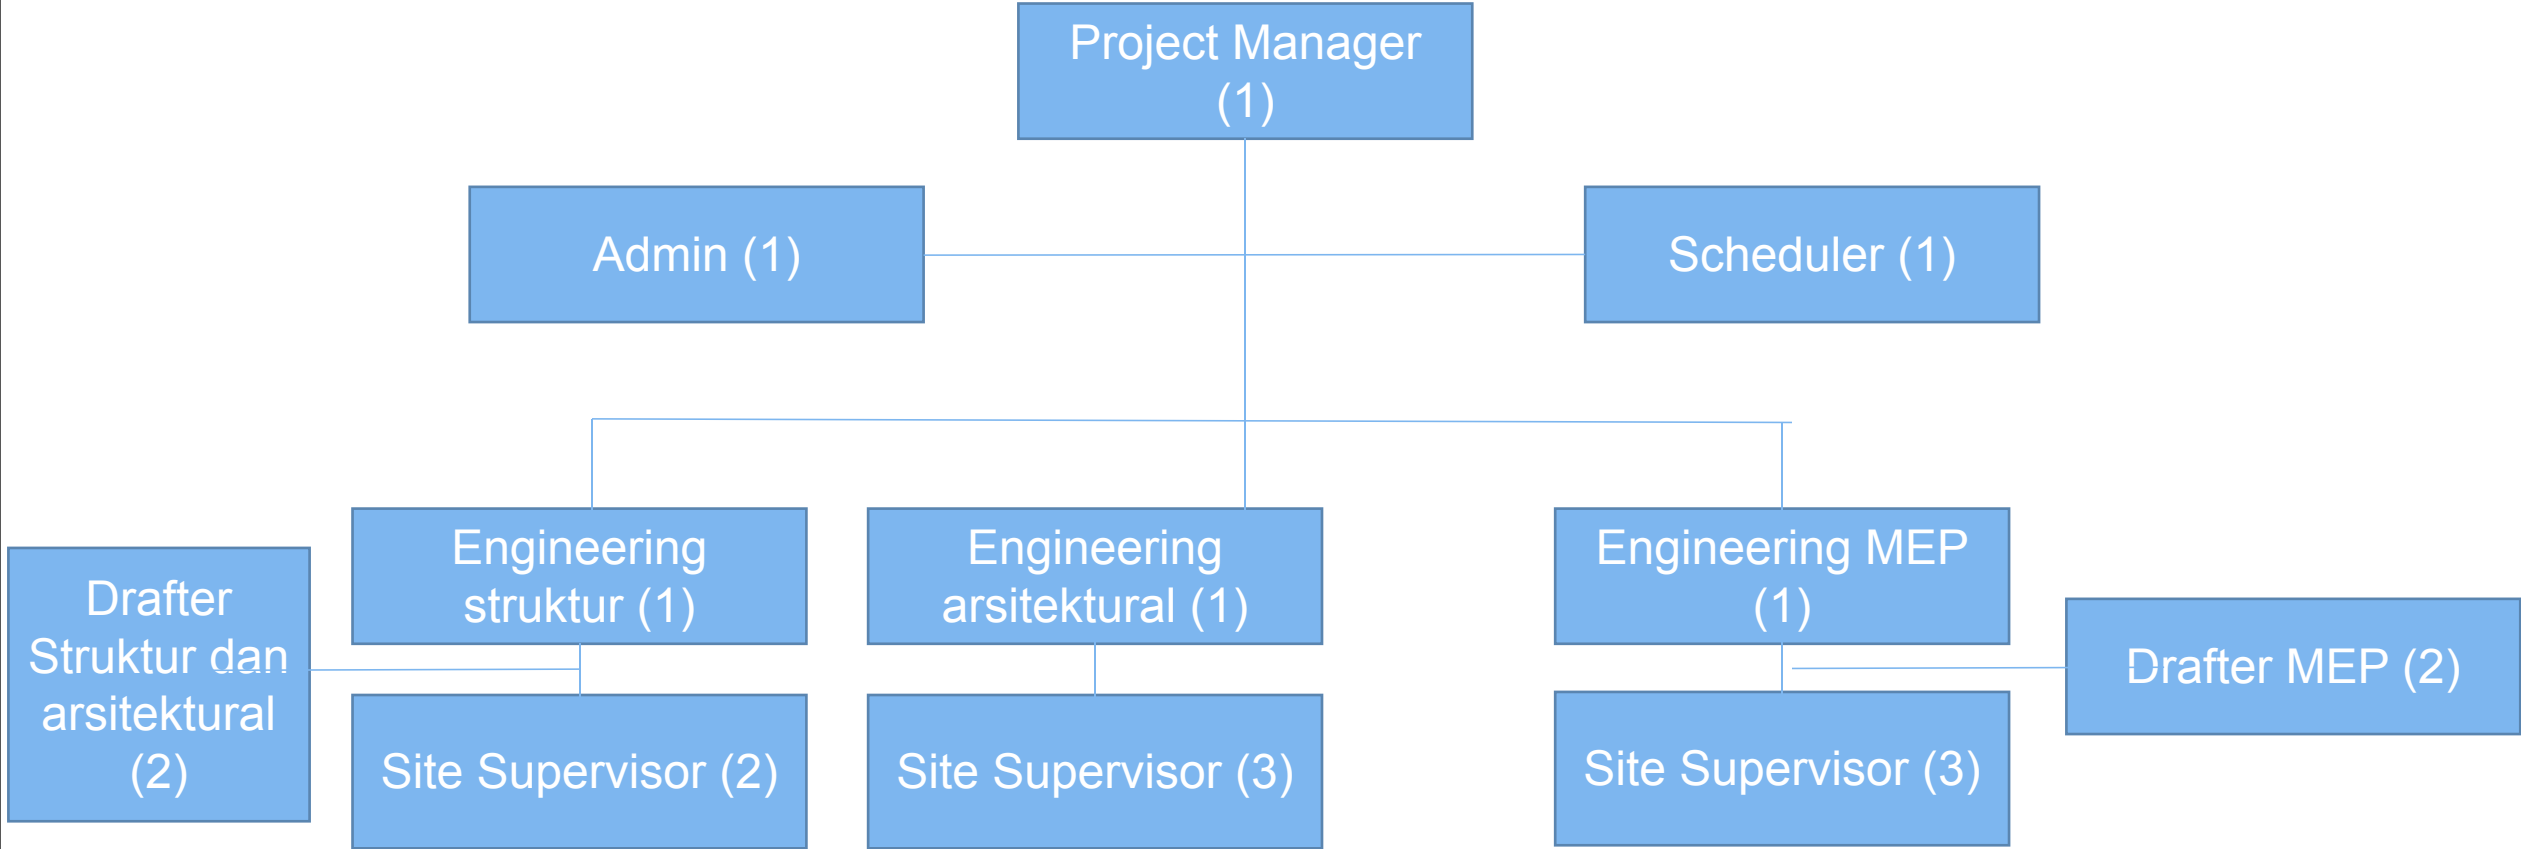 Project Manager
(1)
Admin (1)
Scheduler (1)
Engineering
struktur (1)
Engineering
arsitektural (1)
Engineering MEP
(1)
Drafter
Struktur dan
arsitektural
(2)
Drafter MEP (2)
Site Supervisor (2)
Site Supervisor (3)
Site Supervisor (3)